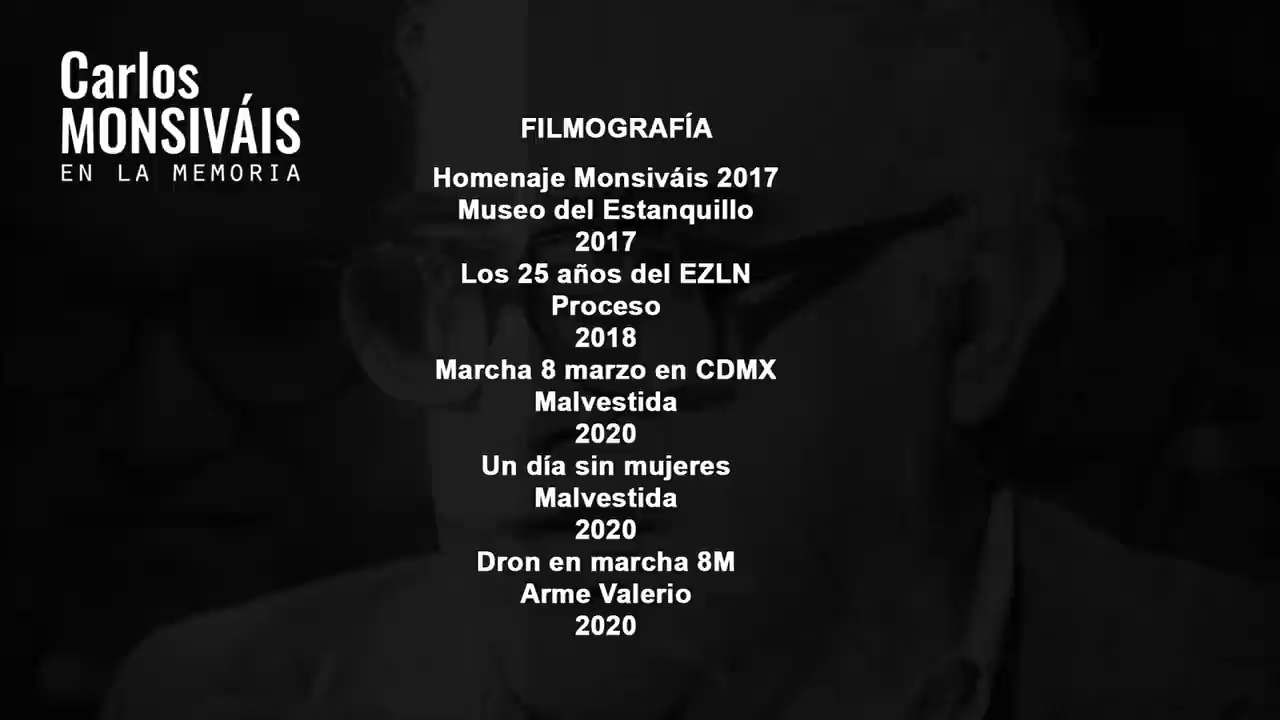 Carlos
MONSIVÁIS
EN LA MEMORIA
FILMOGRAFÍA
Homenaje Monsiváis 2017
Museo del Estanquillo
2017
Los 25 años del EZLN
Proceso
2018
Marcha 8 marzo en CDMX
Malvestida
2020
Un día sin mujeres
Malvestida
2020
Dron en marcha 8M
Arme Valerio
2020